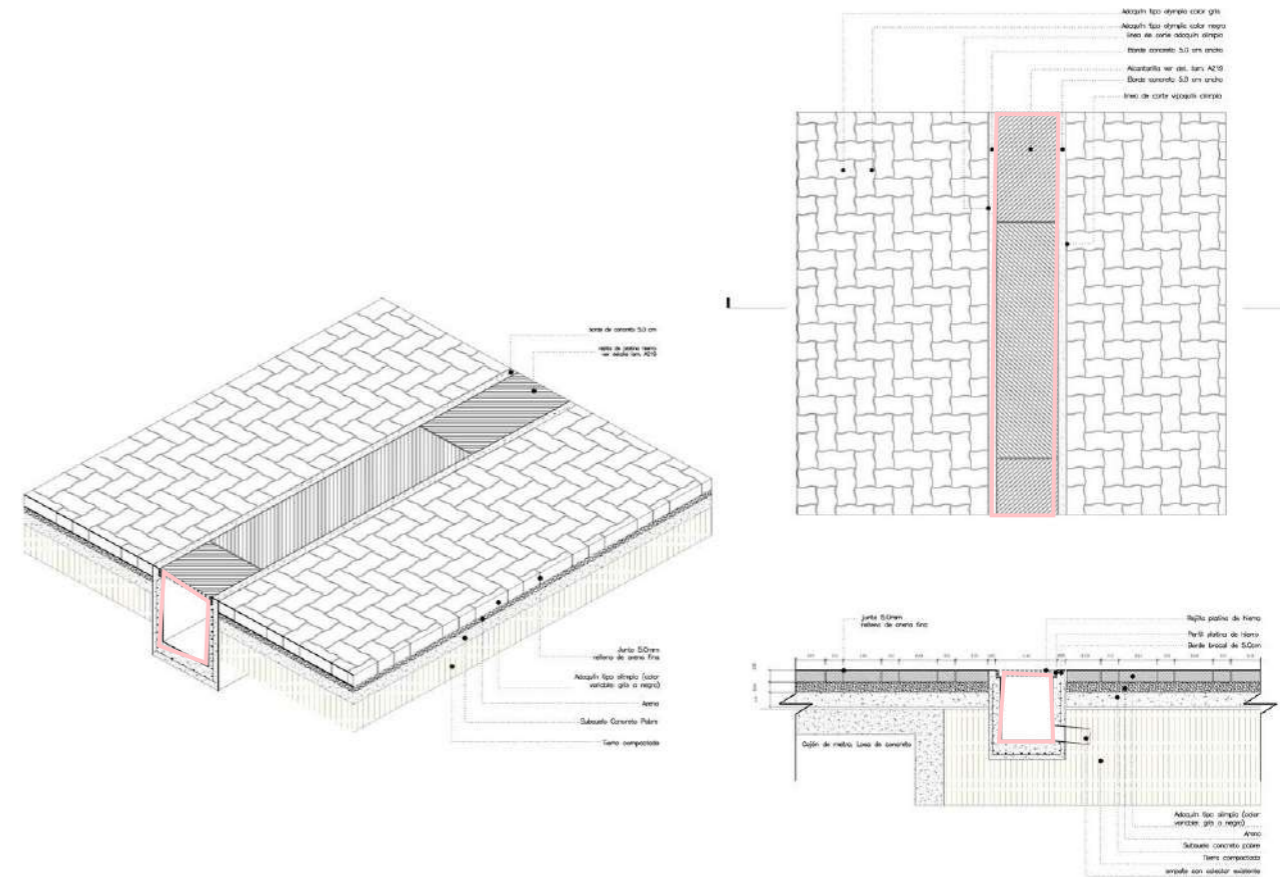 Adoquín tipo olympia color gris
Adoquín tipo olympia color negro
línea de corte adoquín olimpia
Borde concreto 5.0 cm ancho
Alcantarilla ver det. lam. A218
Borde concreto 5.0 cm ancho
línea de corte olimpia
borde de concreto 5.0 cm
rejilla de platina hierro
ver detalle lam. A218
Junta 5.0mm
rellena de arena fina
Adoquín tipo olimpia (color
variable: gris o negro)
Arena
Subsuelo Concreto Pobre
Tierra compactada
junta 5.0mm
rellena de arena fina
Rejilla platina de hierro
Perfil platina de hierro
Borde brocal de 5.0cm
Cajón de metro. Losa de concreto
Adoquín tipo olimpia (color
variable: gris o negro)
Arena
Subsuelo concreto pobre
Tierra compactada
empate con colector existente